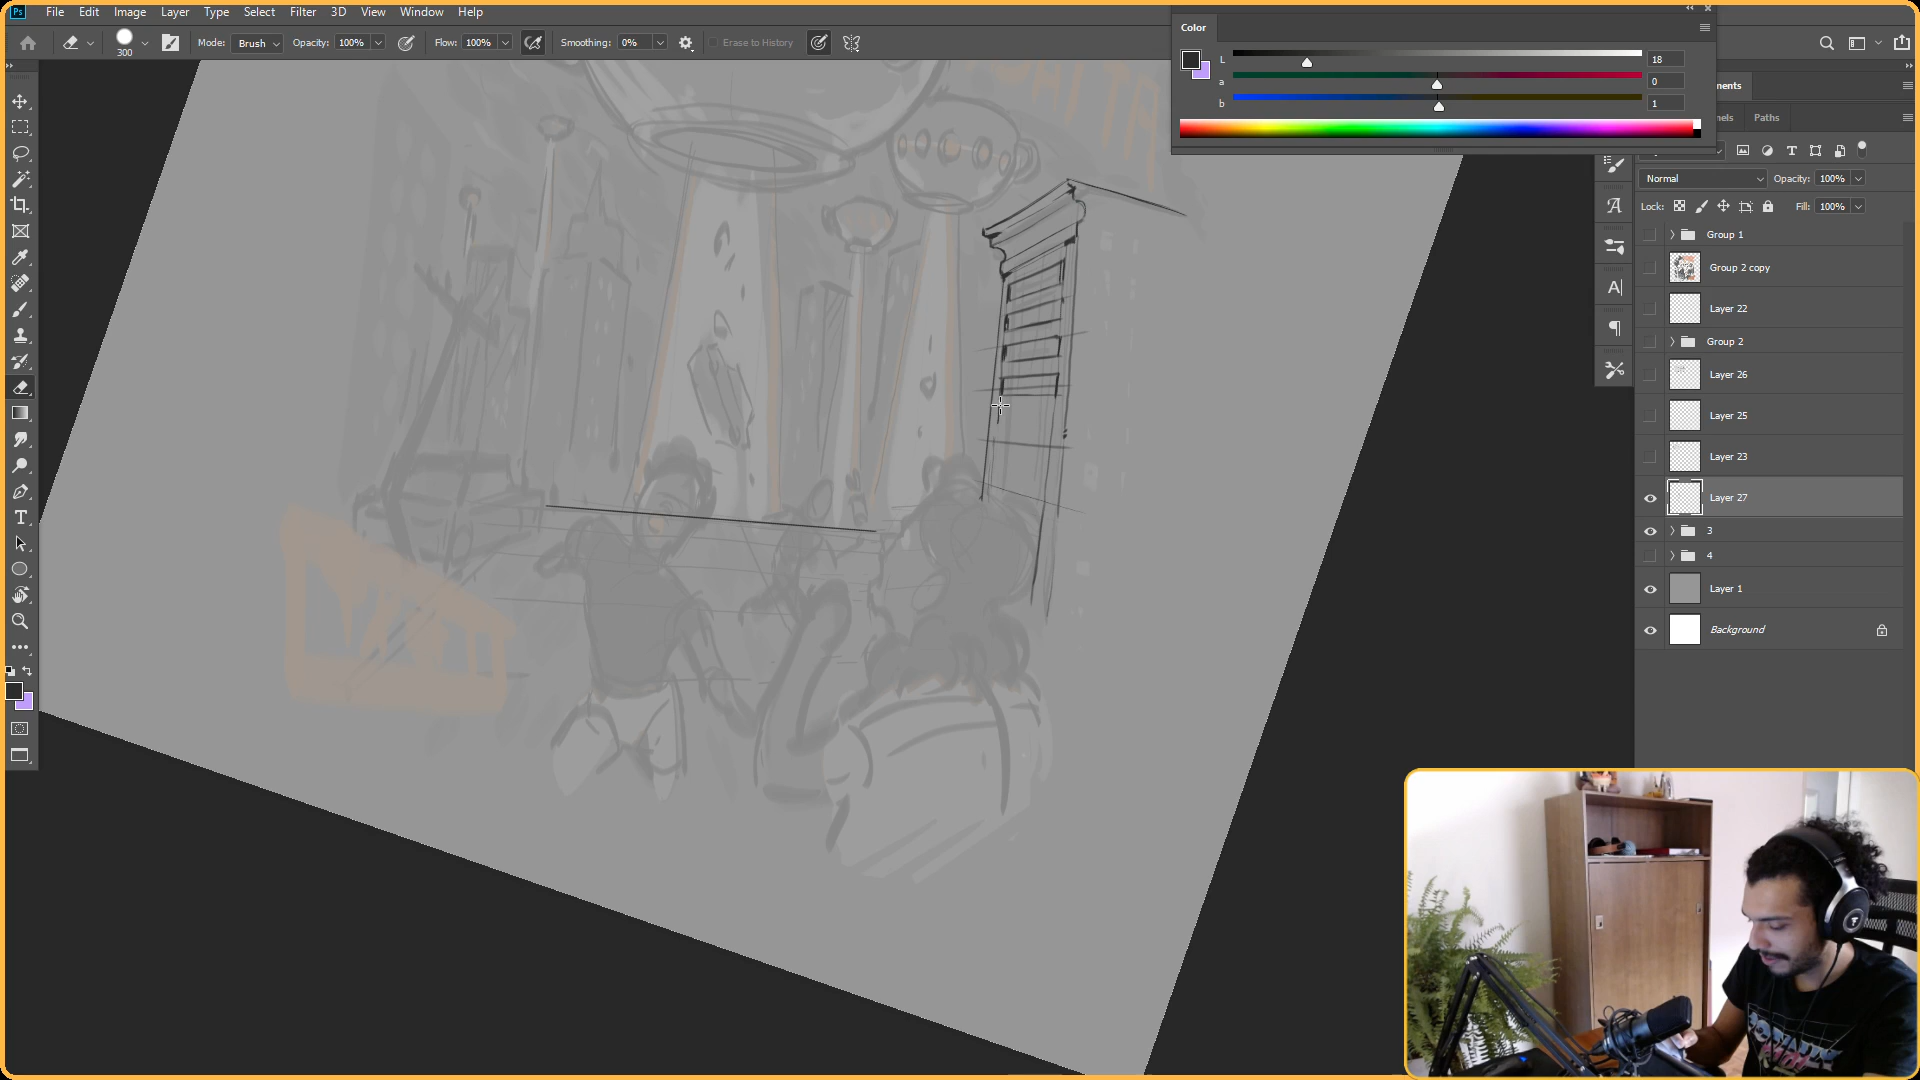 Ps File Edit Image Layer Type Select Filter 3D View Window Help
300 Mode: Brush Opacity: 100% Flow: 100% Smoothing: 0% Erase to History
Color
L 18
a 0
b 1
nents
nels Paths
Normal Opacity: 100%
Lock: Fill: 100%
Group 1
Group 2 copy
Layer 22
Group 2
Layer 26
Layer 25
Layer 23
Layer 27
3
4
Layer 1
Background